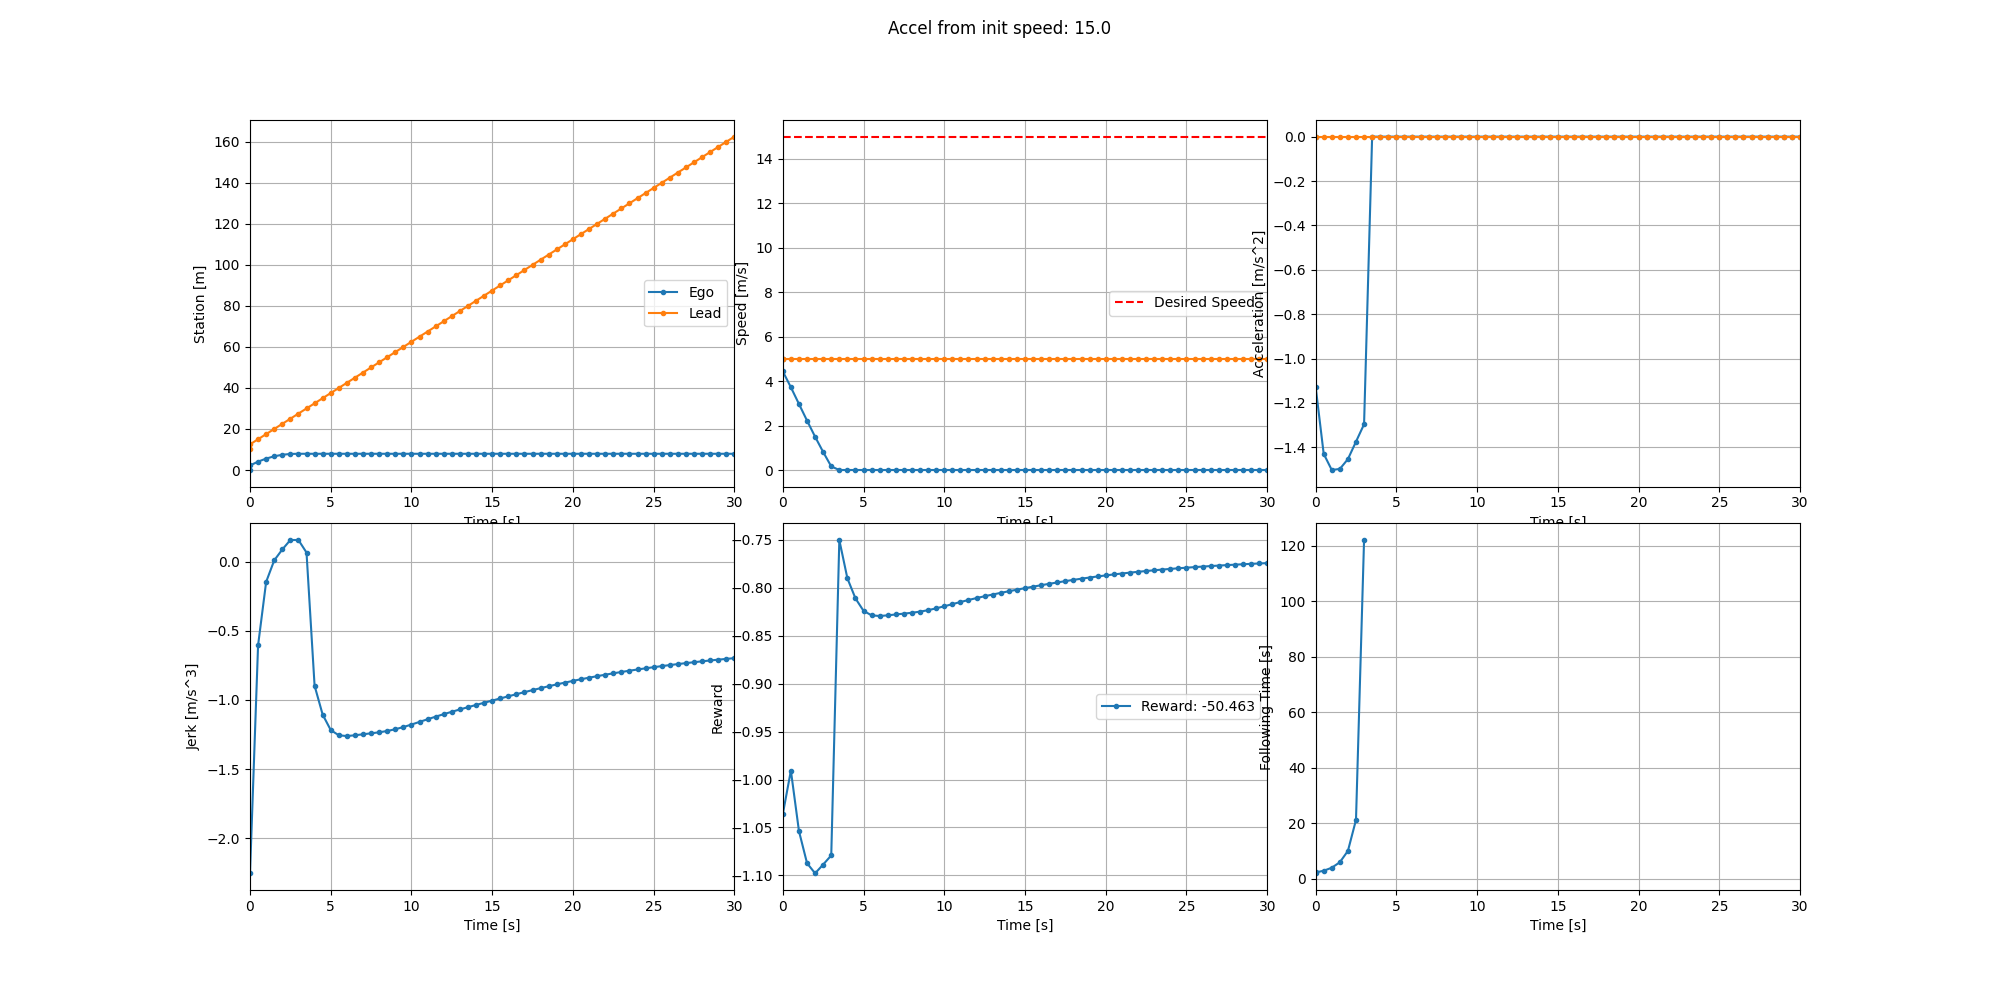 Accel from init speed: 15.0
Station [m]
160
140
120
100
80
60
40
20
0
Ego
Lead
0 5 10 15 20 25 30
Time [s]
Speed [m/s]
14
12
10
8
6
4
2
0
Desired Speed
0 5 10 15 20 25 30
Time [s]
Acceleration [m/s^2]
0.0
−0.2
−0.4
−0.6
−0.8
−1.0
−1.2
−1.4
0 5 10 15 20 25 30
Time [s]
Jerk [m/s^3]
0.0
−0.5
−1.0
−1.5
−2.0
0 5 10 15 20 25 30
Time [s]
Reward
−0.75
−0.80
−0.85
−0.90
−0.95
−1.00
−1.05
−1.10
Reward: -50.463
0 5 10 15 20 25 30
Time [s]
Following Time [s]
120
100
80
60
40
20
0
0 5 10 15 20 25 30
Time [s]